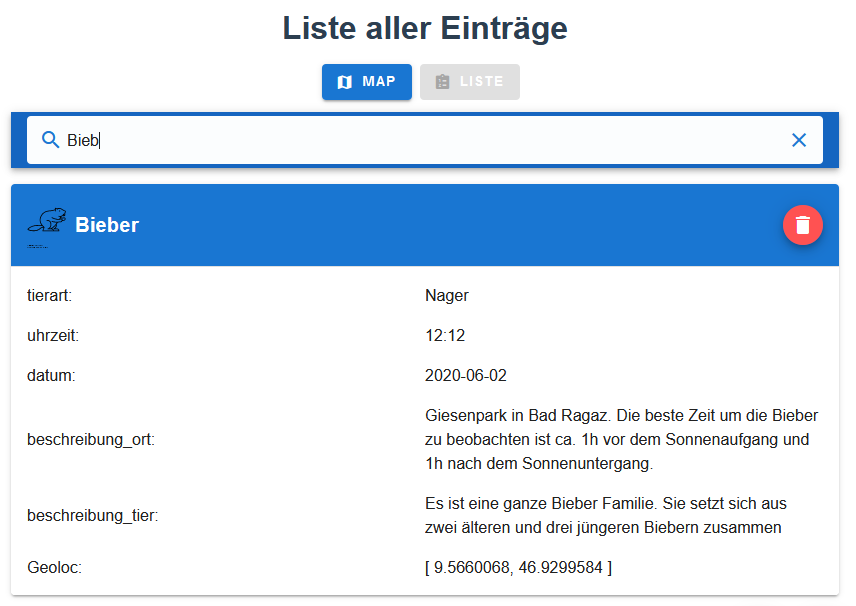 Liste aller Einträge
MAP
LISTE
Bieb
Bieber
tierart: Nager
uhrzeit: 12:12
datum: 2020-06-02
beschreibung_ort:
Giesenpark in Bad Ragaz. Die beste Zeit um die Bieber
zu beobachten ist ca. 1h vor dem Sonnenaufgang und
1h nach dem Sonnenuntergang.
beschreibung_tier:
Es ist eine ganze Bieber Familie. Sie setzt sich aus
zwei älteren und drei jüngeren Biebern zusammen
Geoloc: [ 9.5660068, 46.9299584 ]